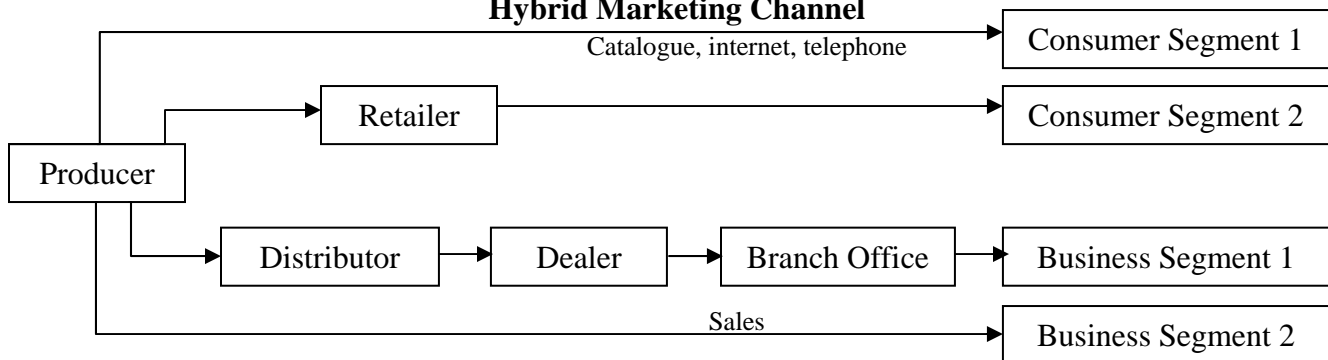 Hybrid Marketing Channel
Catalogue, internet, telephone
Consumer Segment 1
Retailer
Consumer Segment 2
Producer
Distributor
Dealer
Branch Office
Business Segment 1
Sales
Business Segment 2